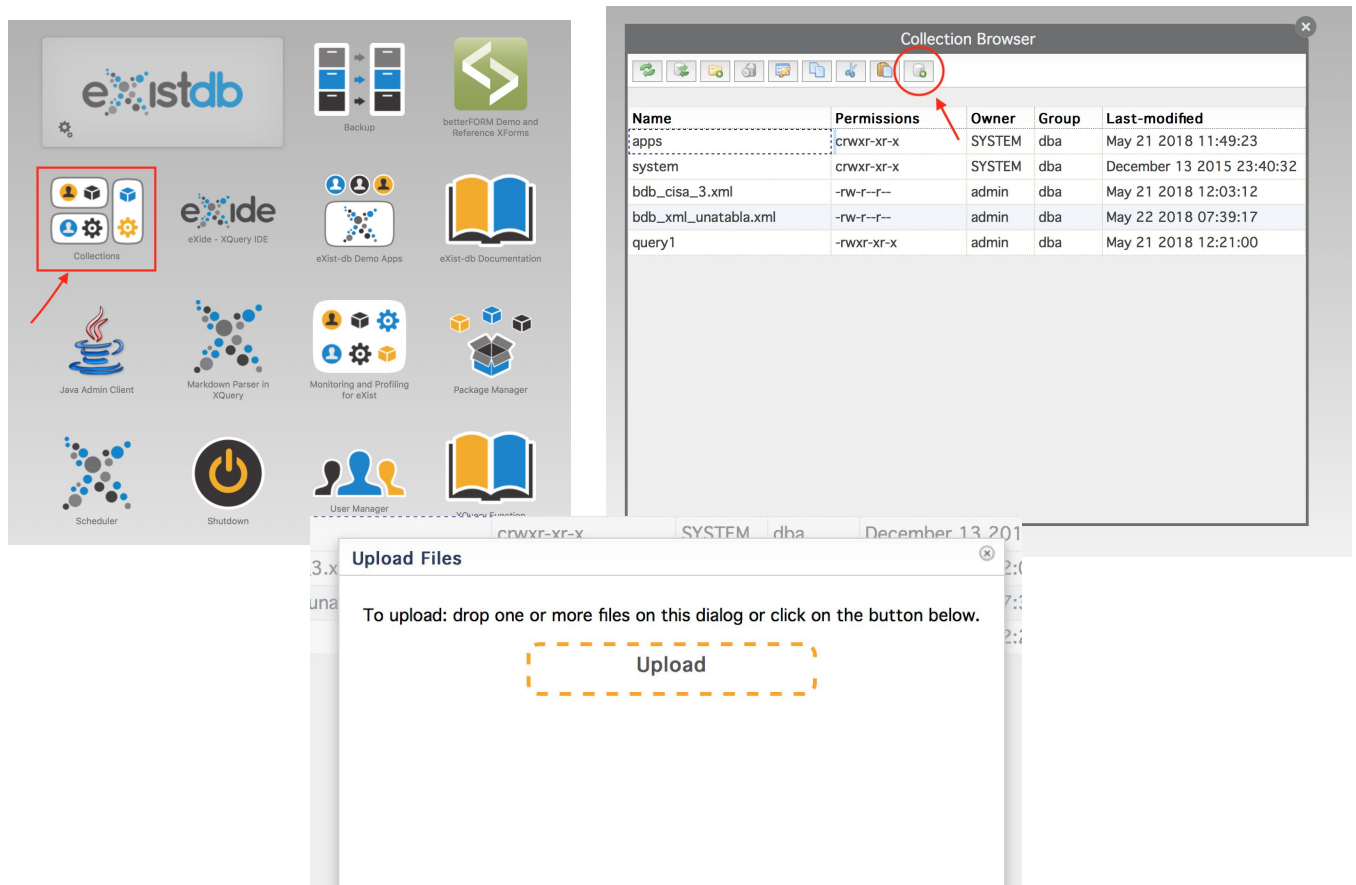 eXistdb
Backup
betterFORM Demo and
Reference XForms
Collections
eXide
eXide - XQuery IDE
eXist-db Demo Apps
eXist-db Documentation
Java Admin Client
Markdown Parser in
XQuery
Monitoring and Profiling
for eXist
Package Manager
Scheduler
Shutdown
User Manager
XQuery Function
Collection Browser
Name Permissions Owner Group Last-modified
apps crwxr-xr-x SYSTEM dba May 21 2018 11:49:23
system crwxr-xr-x SYSTEM dba December 13 2015 23:40:32
bdb_cisa_3.xml -rw-r--r-- admin dba May 21 2018 12:03:12
bdb_xml_unatabla.xml -rw-r--r-- admin dba May 22 2018 07:39:17
query1 -rwxr-xr-x admin dba May 21 2018 12:21:00
crwxr-xr-x SYSTEM dba December 13 201
Upload Files
3.x
una
To upload: drop one or more files on this dialog or click on the button below.
Upload